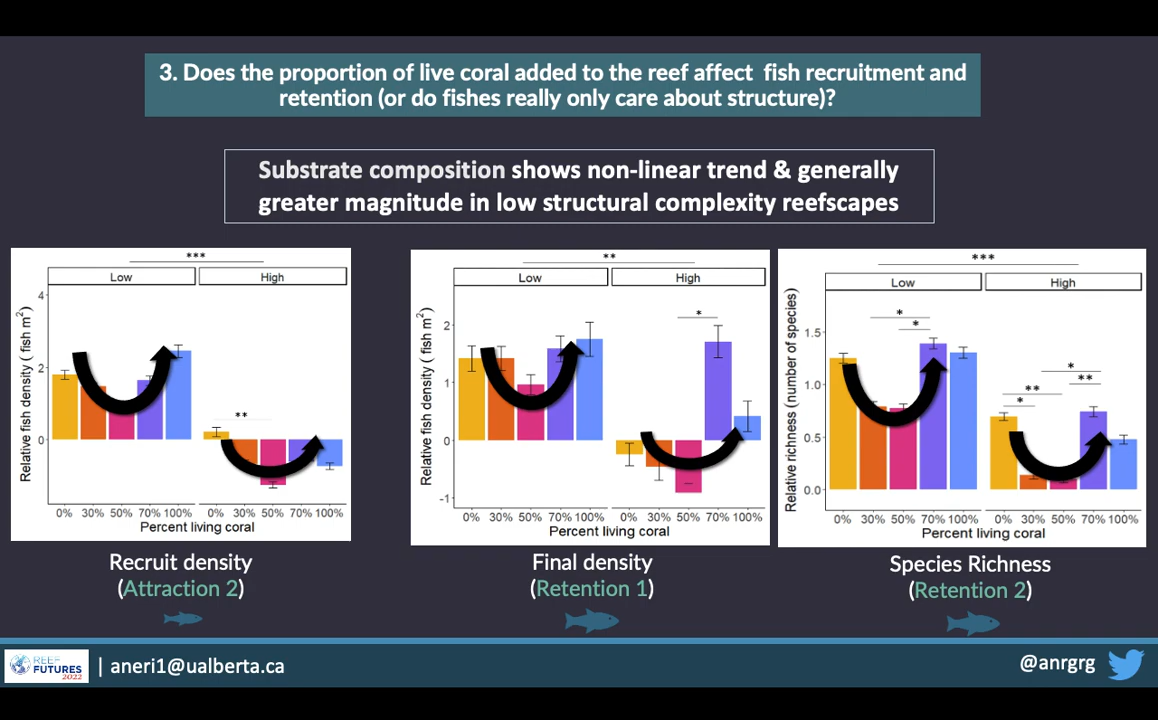 3. Does the proportion of live coral added to the reef affect  fish recruitment and
retention (or do fishes really only care about structure)?
Substrate composition shows non-linear trend & generally
greater magnitude in low structural complexity reefscapes
***
Low
High
Relative fish density ( fish m²)
4
2
0
**
0% 30% 50% 70% 100% 0% 30% 50% 70% 100%
Percent living coral
Recruit density
(Attraction 2)
**
Low
High
Relative fish density ( fish m²)
2
1
0
-1
*
0% 30% 50% 70% 100% 0% 30% 50% 70% 100%
Percent living coral
Final density
(Retention 1)
***
Low
High
Relative richness (number of species)
1.5
1.0
0.5
0.0
*
*
*
**
**
*
0% 30% 50% 70% 100% 0% 30% 50% 70% 100%
Percent living coral
Species Richness
(Retention 2)
REEF
FUTURES
2022
| aneri1@ualberta.ca
@anrgrg